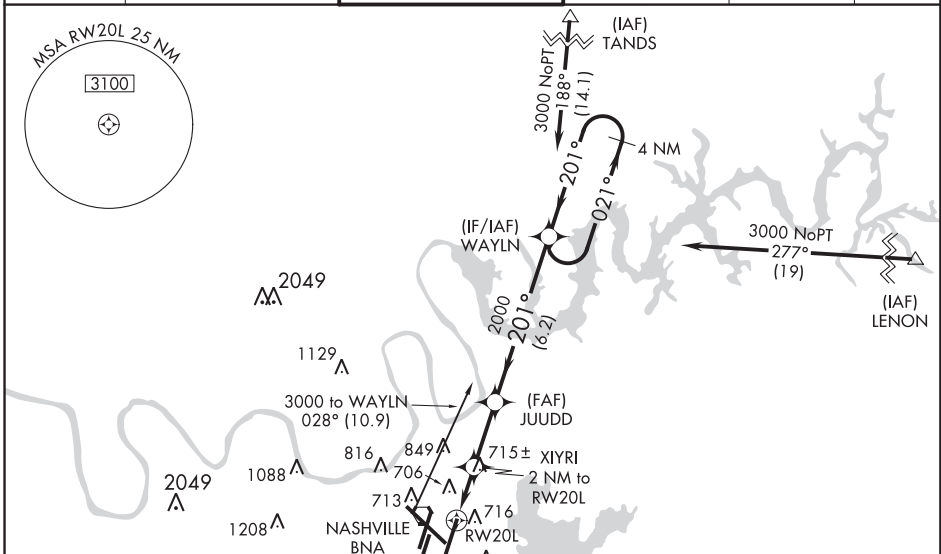 MSA RW20L 25 NM
3100
(IAF)
TANDS
3000 NoPT
188°
(14.1)
4 NM
201°
021°
(IF/IAF)
WAYLN
3000 NoPT
277°
(19)
(IAF)
LENON
2049
2000
201°
(6.2)
1129
3000 to WAYLN
028° (10.9)
(FAF)
JUUDD
849
715±
XIYRI
2 NM to
RW20L
816
706
1088
713
2049
1208
716
NASHVILLE
BNA
RW20L